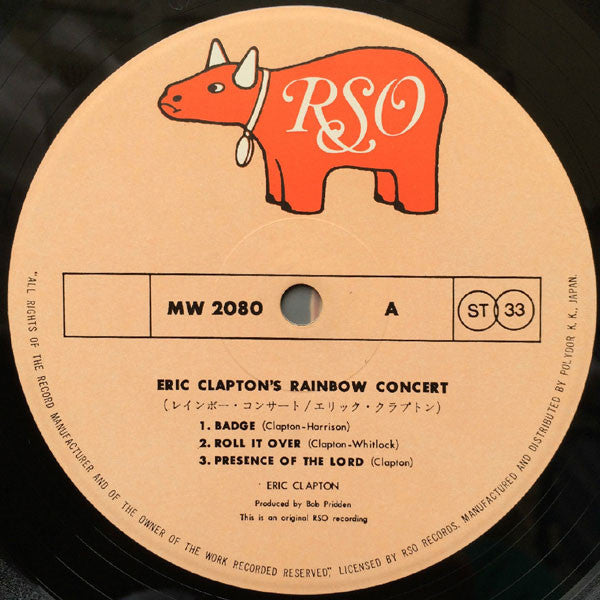 RSO
MW 2080
A
ST 33
ERIC CLAPTON'S RAINBOW CONCERT
(レインボー・コンサート/エリック・クラプトン)
1. BADGE (Clapton-Harrison)
2. ROLL IT OVER (Clapton-Whitlock)
3. PRESENCE OF THE LORD (Clapton)
ERIC CLAPTON
Produced by Bob Pridden
This is an original RSO recording
"ALL RIGHTS OF THE RECORD MANUFACTURER AND OF THE OWNER OF THE WORK RECORDED RESERVED", LICENSED BY RSO RECORDS. MANUFACTURED AND DISTRIBUTED BY POLYDOR K. K., JAPAN.